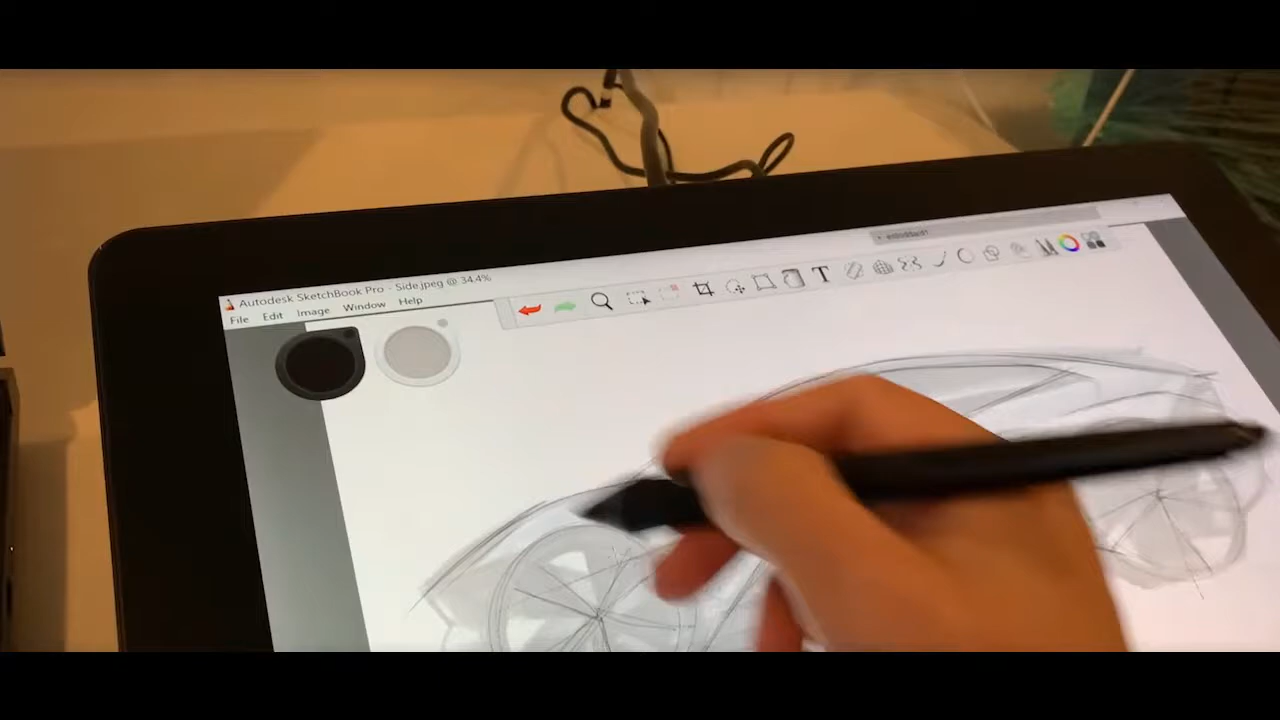 Autodesk SketchBook Pro - Side.jpeg @ 34.4%
File Edit Image Window Help
T